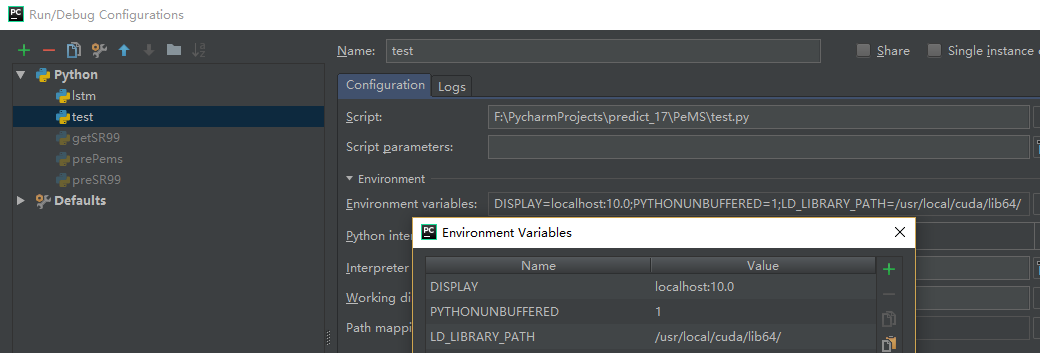 Run/Debug Configurations
Name: test Share Single instance
Python
lstm
test
getSR99
prePems
preSR99
Defaults
Configuration Logs
Script: F:\PycharmProjects\predict_17\PeMS\test.py
Script parameters:
Environment
Environment variables: DISPLAY=localhost:10.0;PYTHONUNBUFFERED=1;LD_LIBRARY_PATH=/usr/local/cuda/lib64/
Python inte
Interpreter
Working di
Path mappi
Environment Variables
Name Value
DISPLAY localhost:10.0
PYTHONUNBUFFERED 1
LD_LIBRARY_PATH /usr/local/cuda/lib64/